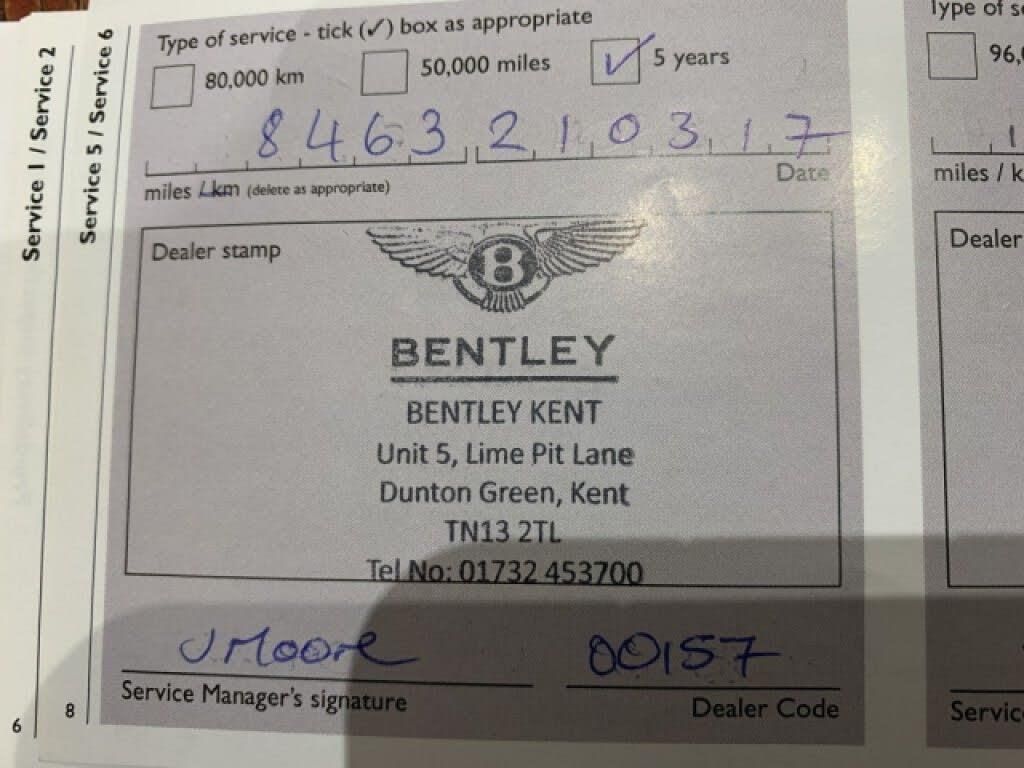 Service 1 / Service 2
6
Service 5 / Service 6
8
Type of service - tick (✓) box as appropriate
80,000 km
50,000 miles
✓ 5 years
8463 210317
miles / km (delete as appropriate)
Date
Dealer stamp
B
BENTLEY
BENTLEY KENT
Unit 5, Lime Pit Lane
Dunton Green, Kent
TN13 2TL
Tel No: 01732 453700
J Moore
00157
Service Manager's signature
Dealer Code
Type of
96,
1
miles / k
Dealer
Servic